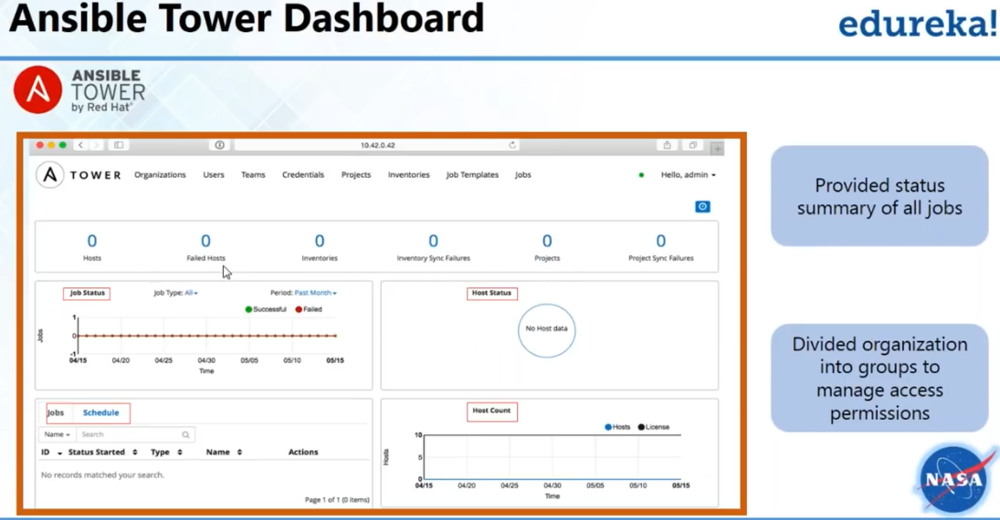 Ansible Tower Dashboard
edureka!
ANSIBLE
TOWER
by Red Hat®
10.42.0.42
TOWER Organizations Users Teams Credentials Projects Inventories Job Templates Jobs Hello, admin
0 0 0 0 0 0
Hosts Failed Hosts Inventories Inventory Sync Failures Projects Project Sync Failures
Job Status Job Type: All Period: Past Month
Successful Failed
Jobs
1
0
-1
04/15 04/20 04/25 04/30 05/05 05/10 05/15
Time
Host Status
No Host data
Jobs Schedule
Name Search
ID Status Started Type Name Actions
No records matched your search.
Page 1 of 1 (0 items)
Host Count
Hosts License
Hosts
10
5
0
04/15 04/20 04/25 04/30 05/05 05/10 05/15
Time
Provided status
summary of all jobs
Divided organization
into groups to
manage access
permissions
NASA